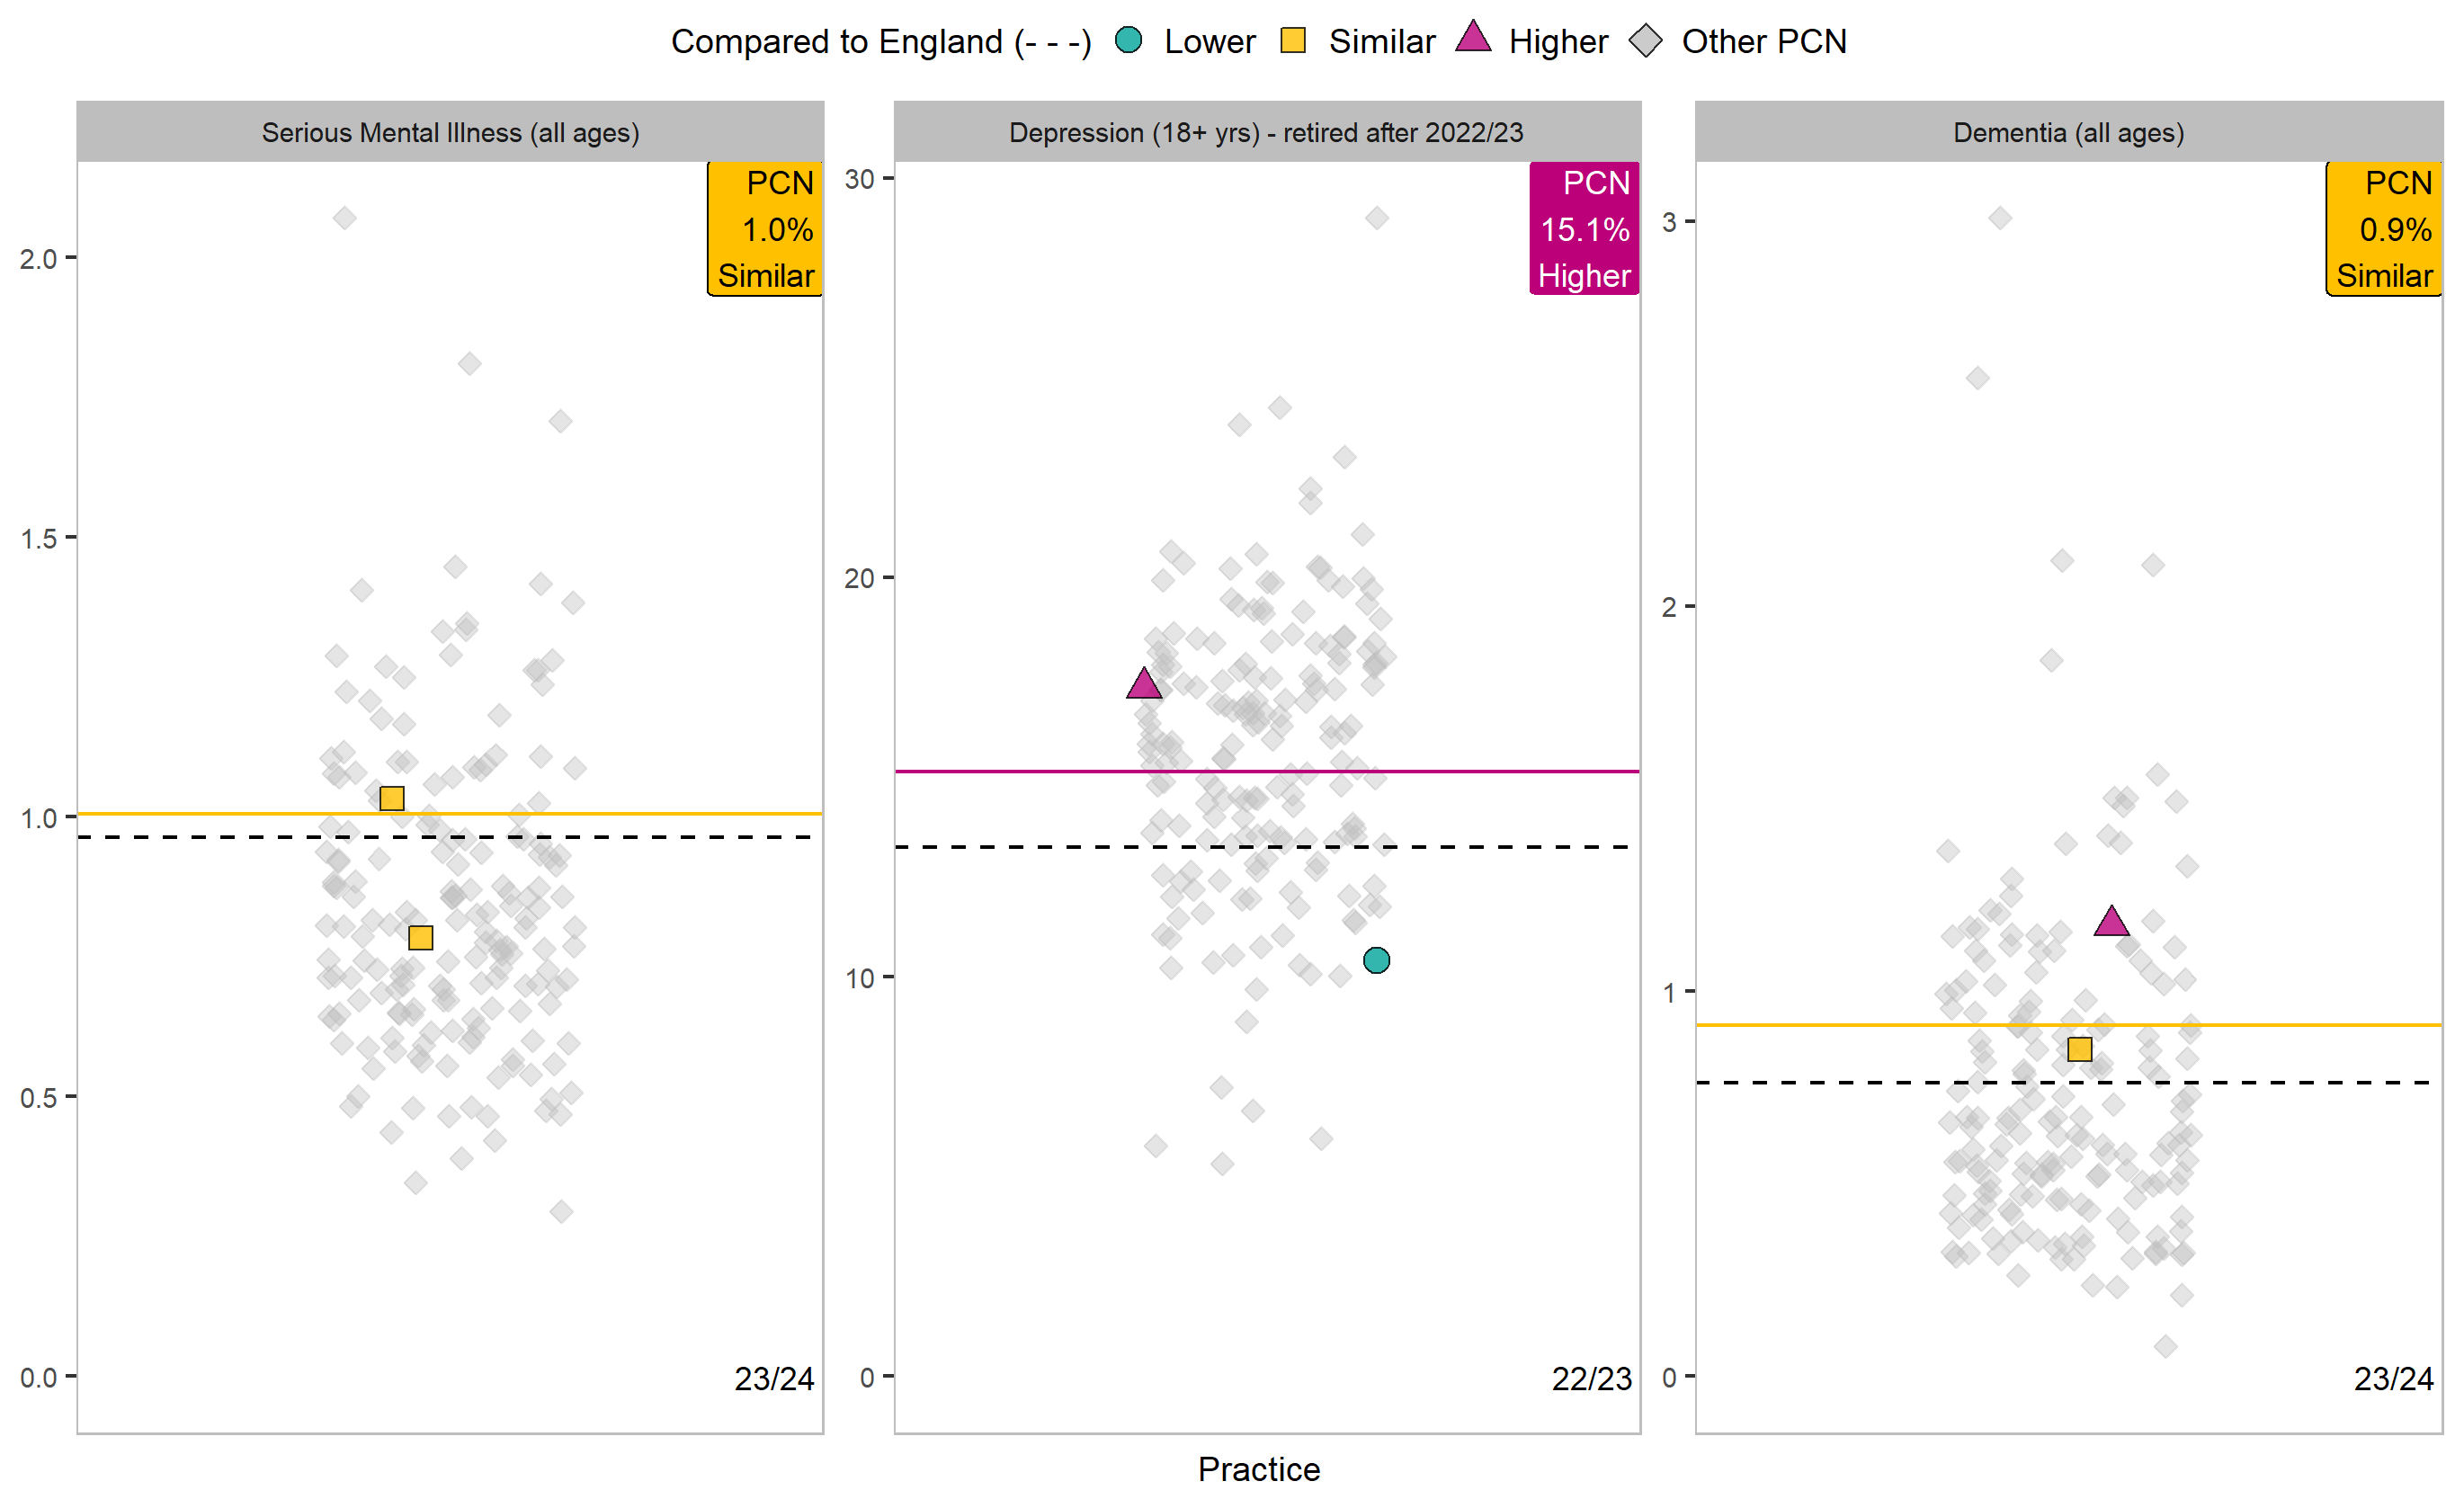 Compared to England (- - -) Lower Similar Higher Other PCN
Serious Mental Illness (all ages)
PCN
1.0%
Similar
2.0
1.5
1.0
0.5
0.0
23/24
Depression (18+ yrs) - retired after 2022/23
PCN
15.1%
Higher
30
20
10
0
22/23
Dementia (all ages)
PCN
0.9%
Similar
3
2
1
0
23/24
Practice